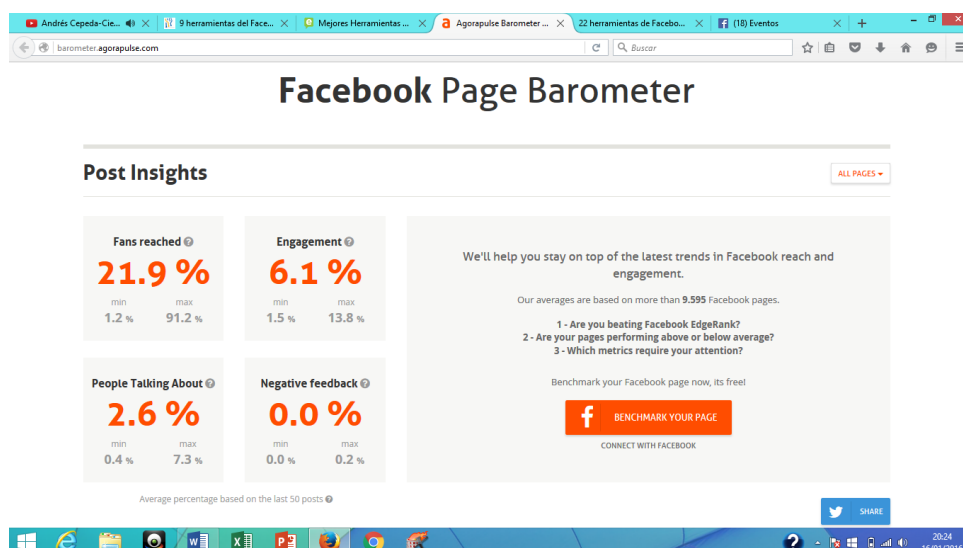 Andrés Cepeda-Cie...
9 herramientas del Face...
Mejores Herramientas ...
Agorapulse Barometer ...
22 herramientas de Facebo...
(18) Eventos
barometer.agorapulse.com
Buscar
Facebook Page Barometer
Post Insights
ALL PAGES
Fans reached
21.9 %
min max
1.2 % 91.2 %
Engagement
6.1 %
min max
1.5 % 13.8 %
People Talking About
2.6 %
min max
0.4 % 7.3 %
Negative feedback
0.0 %
min max
0.0 % 0.2 %
Average percentage based on the last 50 posts
We'll help you stay on top of the latest trends in Facebook reach and
engagement.
Our averages are based on more than 9.595 Facebook pages.
1 - Are you beating Facebook EdgeRank?
2 - Are your pages performing above or below average?
3 - Which metrics require your attention?
Benchmark your Facebook page now, its free!
BENCHMARK YOUR PAGE
CONNECT WITH FACEBOOK
SHARE
20:24
16/01/2016